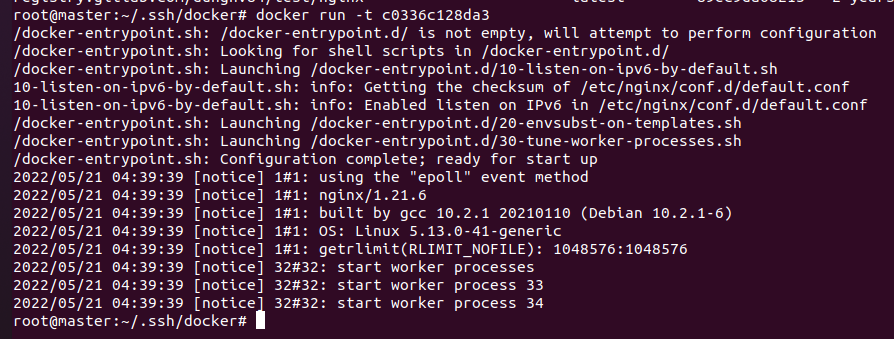 root@master:~/.ssh/docker# docker run -t c0336c128da3
/docker-entrypoint.sh: /docker-entrypoint.d/ is not empty, will attempt to perform configuration
/docker-entrypoint.sh: Looking for shell scripts in /docker-entrypoint.d/
/docker-entrypoint.sh: Launching /docker-entrypoint.d/10-listen-on-ipv6-by-default.sh
10-listen-on-ipv6-by-default.sh: info: Getting the checksum of /etc/nginx/conf.d/default.conf
10-listen-on-ipv6-by-default.sh: info: Enabled listen on IPv6 in /etc/nginx/conf.d/default.conf
/docker-entrypoint.sh: Launching /docker-entrypoint.d/20-envsubst-on-templates.sh
/docker-entrypoint.sh: Launching /docker-entrypoint.d/30-tune-worker-processes.sh
/docker-entrypoint.sh: Configuration complete; ready for start up
2022/05/21 04:39:39 [notice] 1#1: using the "epoll" event method
2022/05/21 04:39:39 [notice] 1#1: nginx/1.21.6
2022/05/21 04:39:39 [notice] 1#1: built by gcc 10.2.1 20210110 (Debian 10.2.1-6)
2022/05/21 04:39:39 [notice] 1#1: OS: Linux 5.13.0-41-generic
2022/05/21 04:39:39 [notice] 1#1: getrlimit(RLIMIT_NOFILE): 1048576:1048576
2022/05/21 04:39:39 [notice] 32#32: start worker processes
2022/05/21 04:39:39 [notice] 32#32: start worker process 33
2022/05/21 04:39:39 [notice] 32#32: start worker process 34
root@master:~/.ssh/docker#